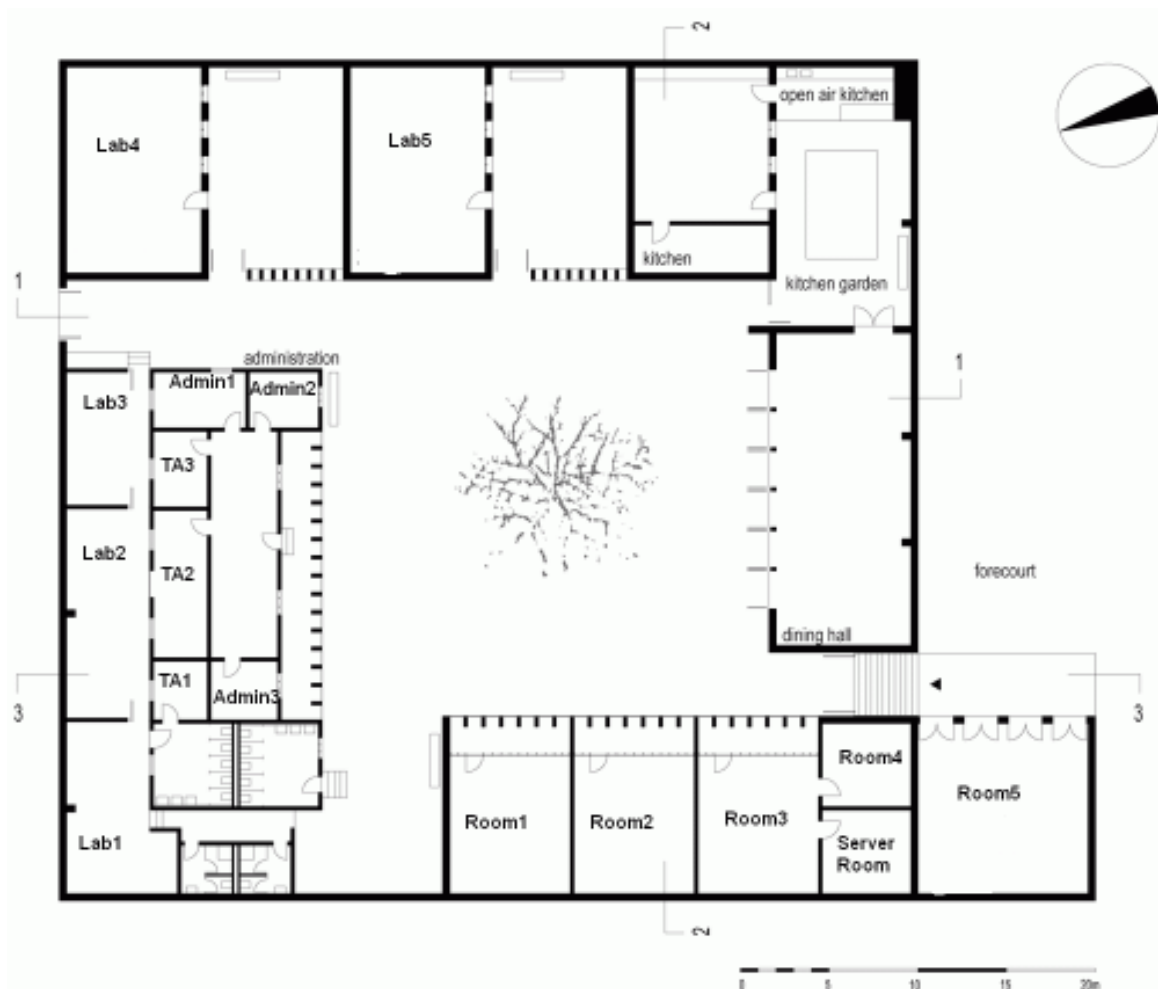 2
open air kitchen
Lab4
Lab5
kitchen
kitchen garden
1
administration
Admin1
Admin2
1
Lab3
TA3
Lab2
TA2
forecourt
dining hall
TA1
Admin3
3
3
Room4
Room5
Room1
Room2
Room3
Lab1
Server
Room
2
0 5 10 15 20m